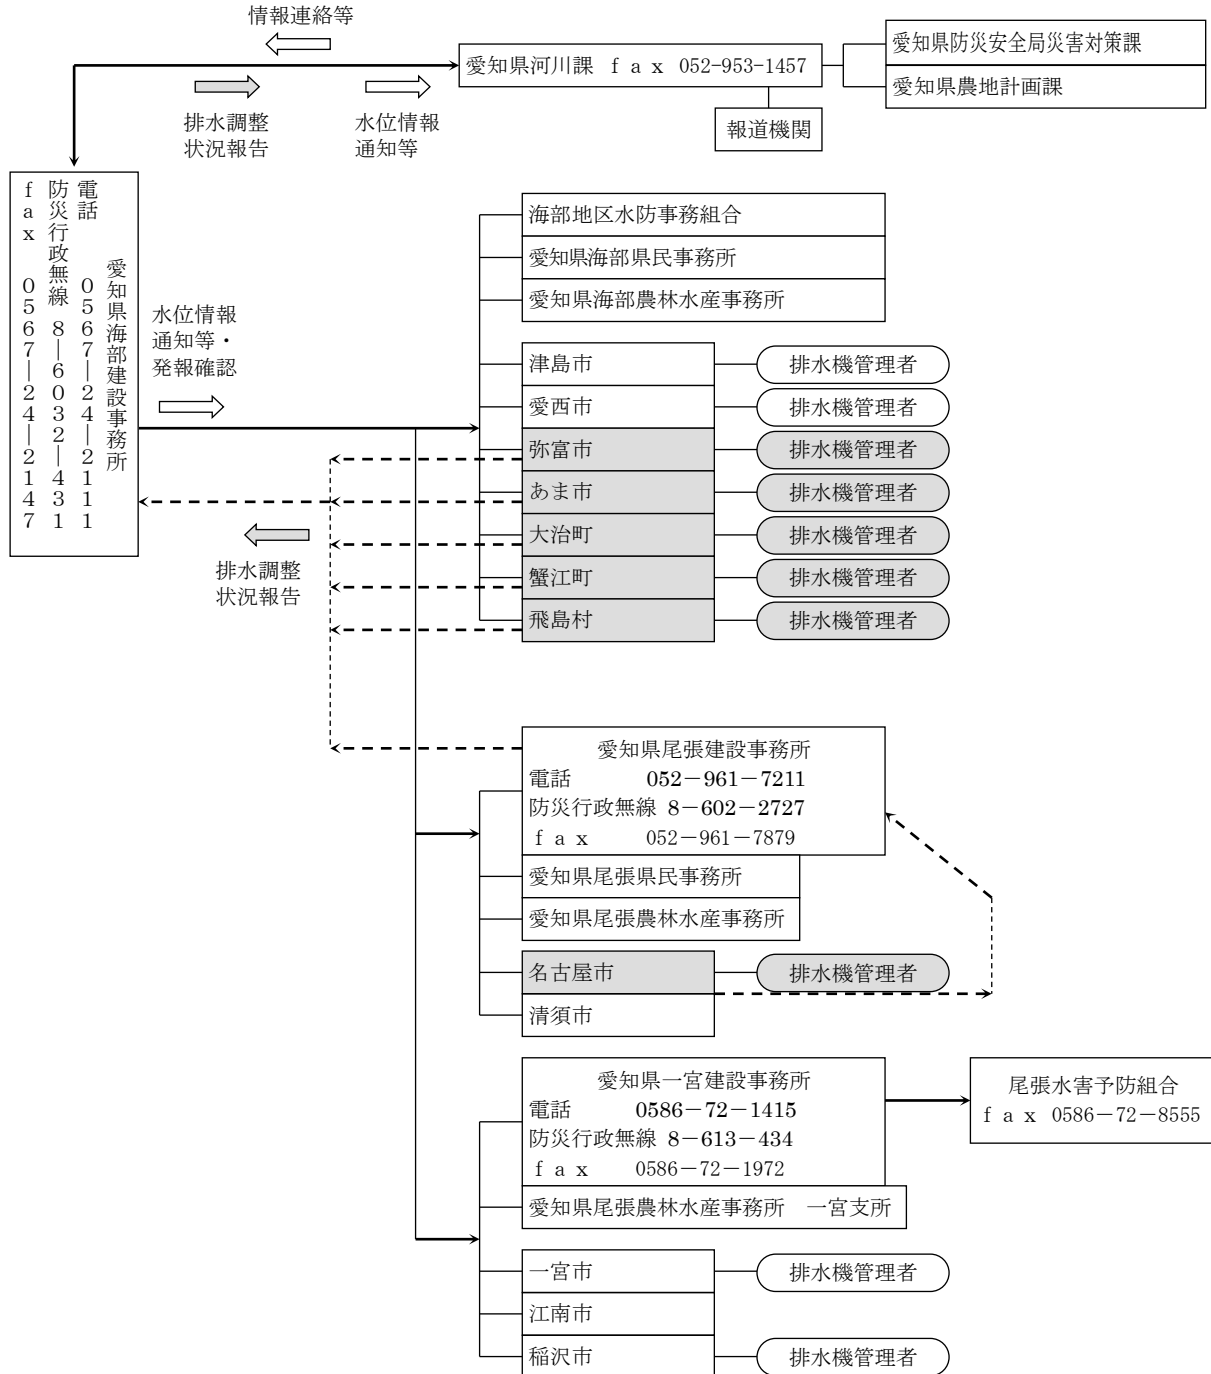 情報連絡等
愛知県河川課 ｆａｘ 052-953-1457
愛知県防災安全局災害対策課
愛知県農地計画課
報道機関
排水調整
状況報告
水位情報
通知等
愛知県海部建設事務所
電話 0567―24―2111
防災行政無線 8―6032―431
ｆａｘ 0567―24―2147
水位情報
通知等・
発報確認
排水調整
状況報告
海部地区水防事務組合
愛知県海部県民事務所
愛知県海部農林水産事務所
津島市 排水機管理者
愛西市 排水機管理者
弥富市 排水機管理者
あま市 排水機管理者
大治町 排水機管理者
蟹江町 排水機管理者
飛島村 排水機管理者
愛知県尾張建設事務所
電話 052－961－7211
防災行政無線 8－602－2727
ｆａｘ 052－961－7879
愛知県尾張県民事務所
愛知県尾張農林水産事務所
名古屋市 排水機管理者
清須市
愛知県一宮建設事務所
電話 0586－72－1415
防災行政無線 8－613－434
ｆａｘ 0586－72－1972
尾張水害予防組合
ｆａｘ 0586－72－8555
愛知県尾張農林水産事務所　一宮支所
一宮市 排水機管理者
江南市
稲沢市 排水機管理者